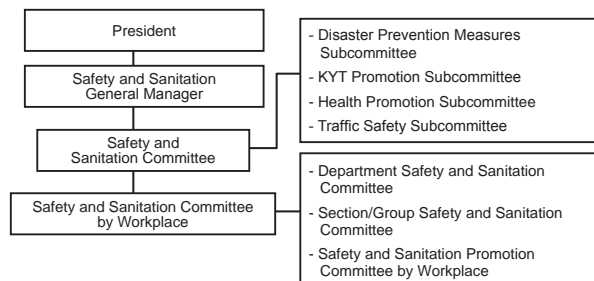 President
Safety and Sanitation
General Manager
Safety and
Sanitation Committee
Safety and Sanitation Committee
by Workplace
- Disaster Prevention Measures
Subcommittee
- KYT Promotion Subcommittee
- Health Promotion Subcommittee
- Traffic Safety Subcommittee
- Department Safety and Sanitation
Committee
- Section/Group Safety and Sanitation
Committee
- Safety and Sanitation Promotion
Committee by Workplace